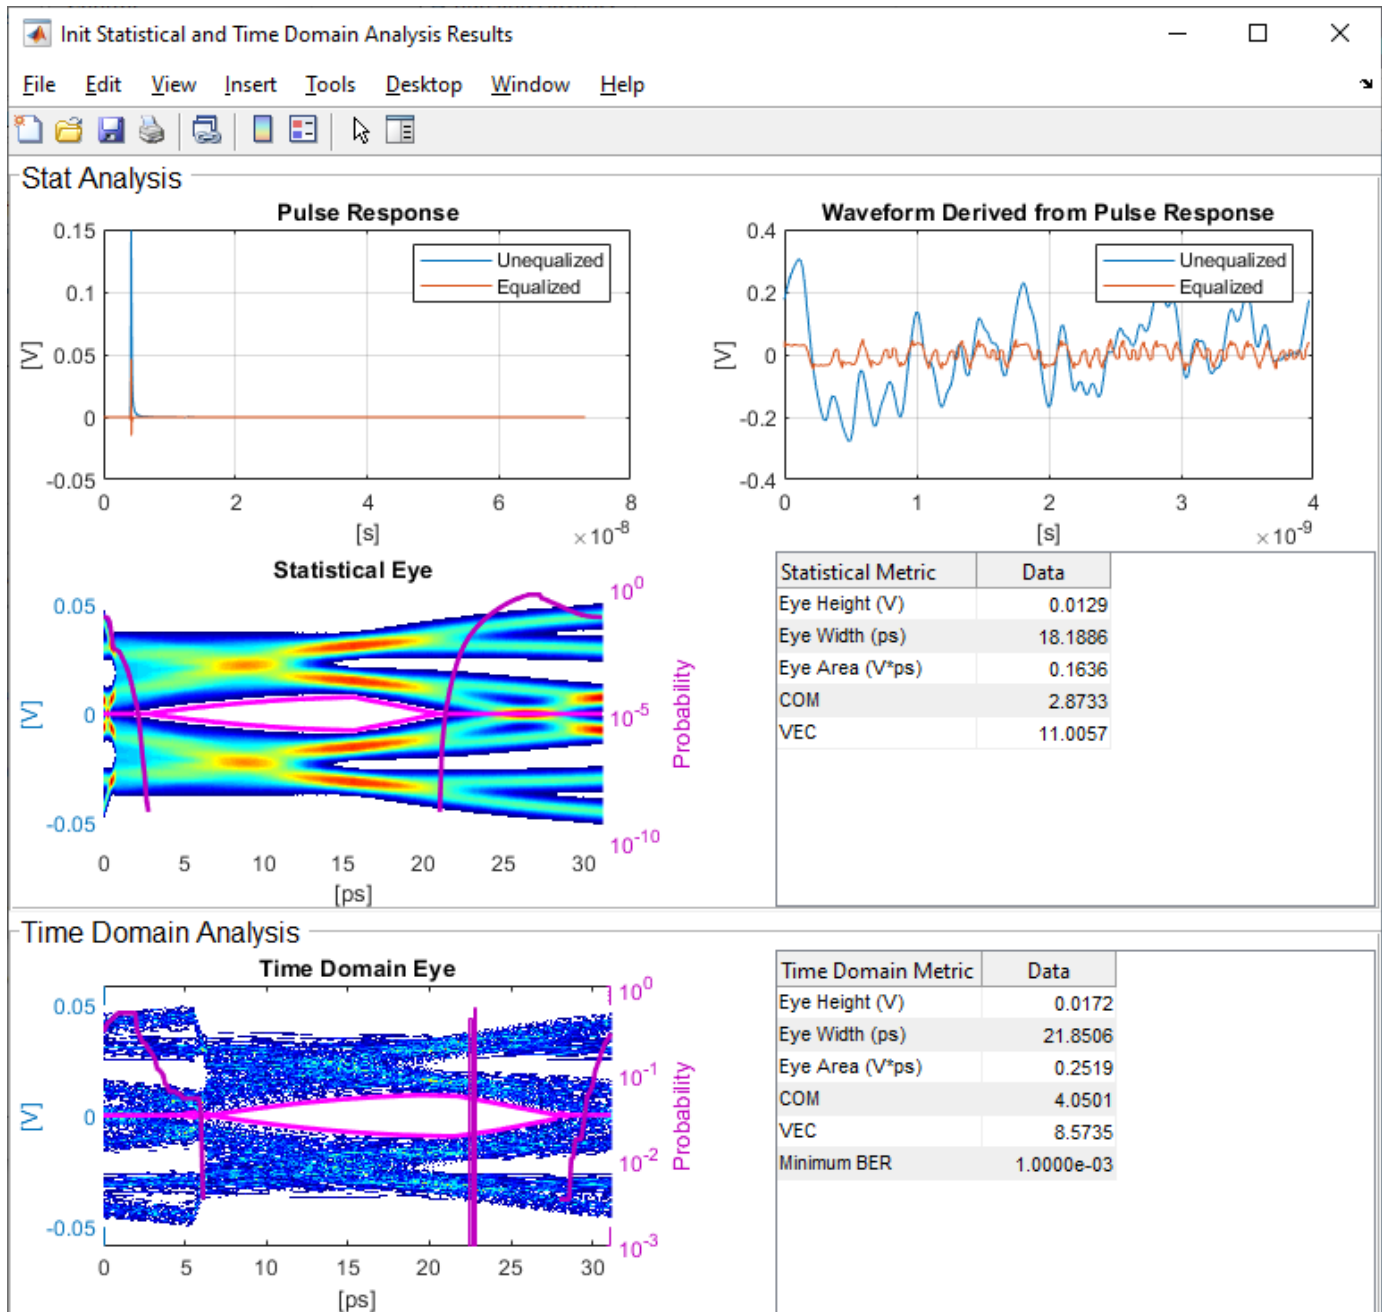 Init Statistical and Time Domain Analysis Results
File Edit View Insert Tools Desktop Window Help
Stat Analysis
Pulse Response
0.15
0.1
0.05
0
-0.05
[V]
Unequalized
Equalized
0 2 4 6 8
[s]
×10^-8
Waveform Derived from Pulse Response
0.4
0.2
0
-0.2
-0.4
[V]
Unequalized
Equalized
0 1 2 3 4
[s]
×10^-9
Statistical Eye
0.05
0
-0.05
[V]
10^0
10^-5
10^-10
Probability
0 5 10 15 20 25 30
[ps]
Statistical Metric Data
Eye Height (V) 0.0129
Eye Width (ps) 18.1886
Eye Area (V*ps) 0.1636
COM 2.8733
VEC 11.0057
Time Domain Analysis
Time Domain Eye
0.05
0
-0.05
[V]
10^0
10^-1
10^-2
10^-3
Probability
0 5 10 15 20 25 30
[ps]
Time Domain Metric Data
Eye Height (V) 0.0172
Eye Width (ps) 21.8506
Eye Area (V*ps) 0.2519
COM 4.0501
VEC 8.5735
Minimum BER 1.0000e-03